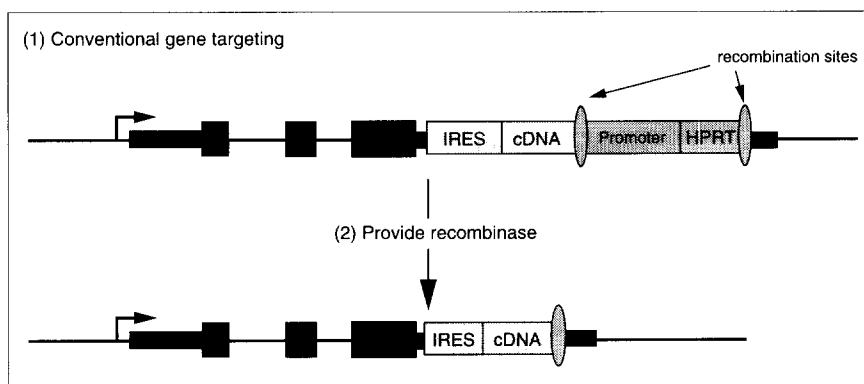 (1) Conventional gene targeting
recombination sites
IRES cDNA Promoter HPRT
(2) Provide recombinase
IRES cDNA